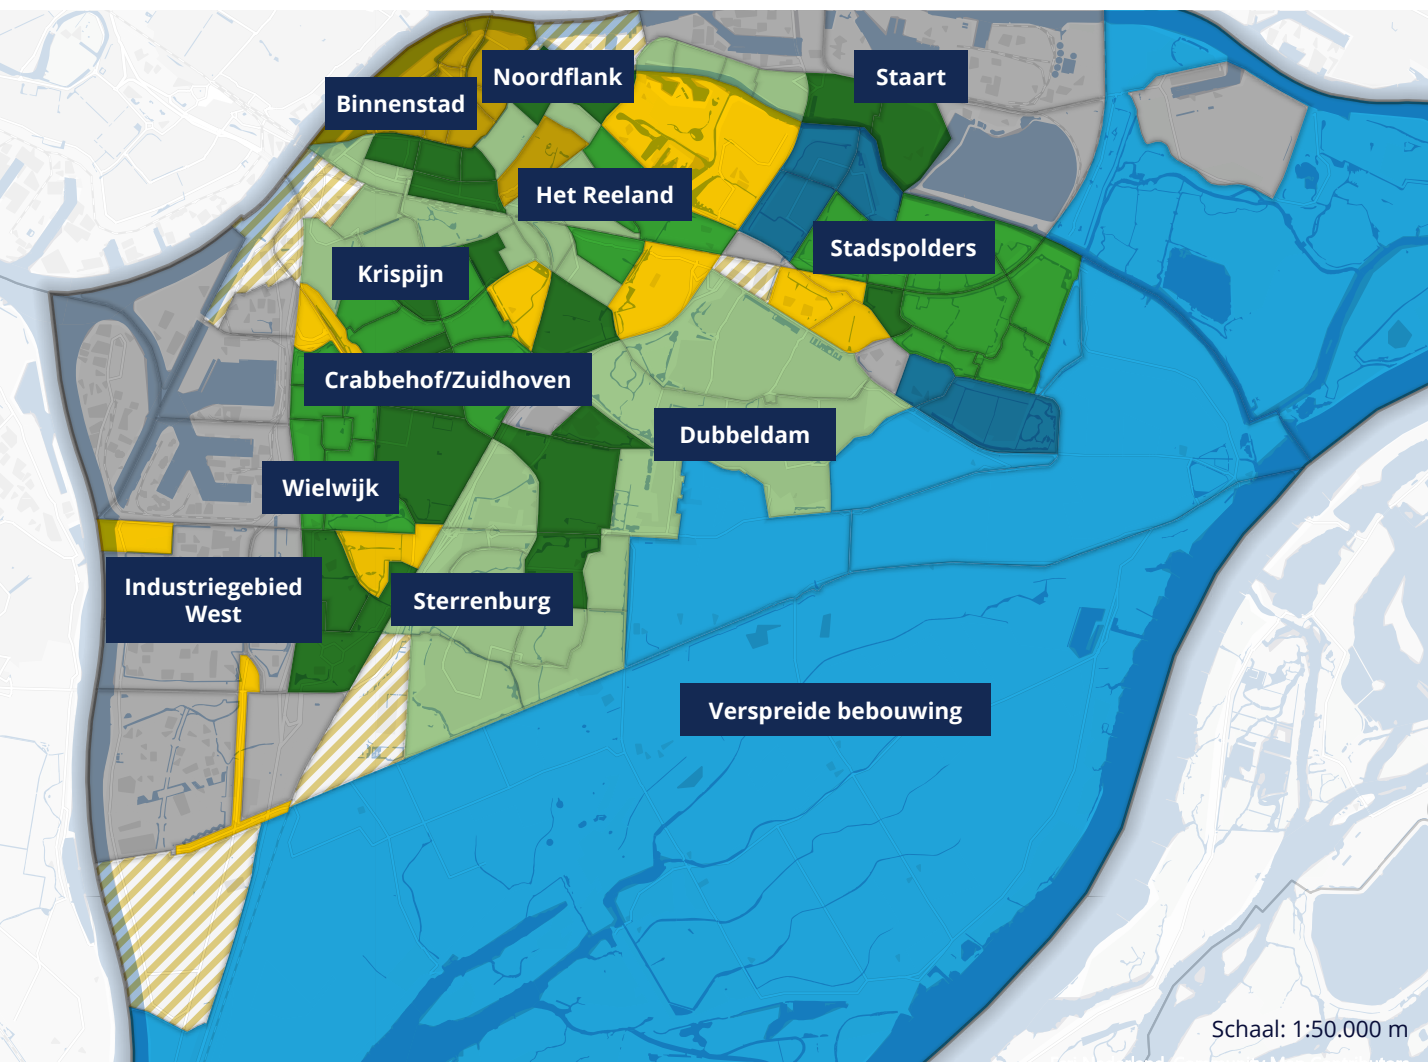 Noordflank
Staart
Binnenstad
Het Reeland
Stadspolders
Krispijn
Crabbehof/Zuidhoven
Dubbeldam
Wielwijk
Industriegebied
West
Sterrenburg
Verspreide bebouwing
Schaal: 1:50.000 m